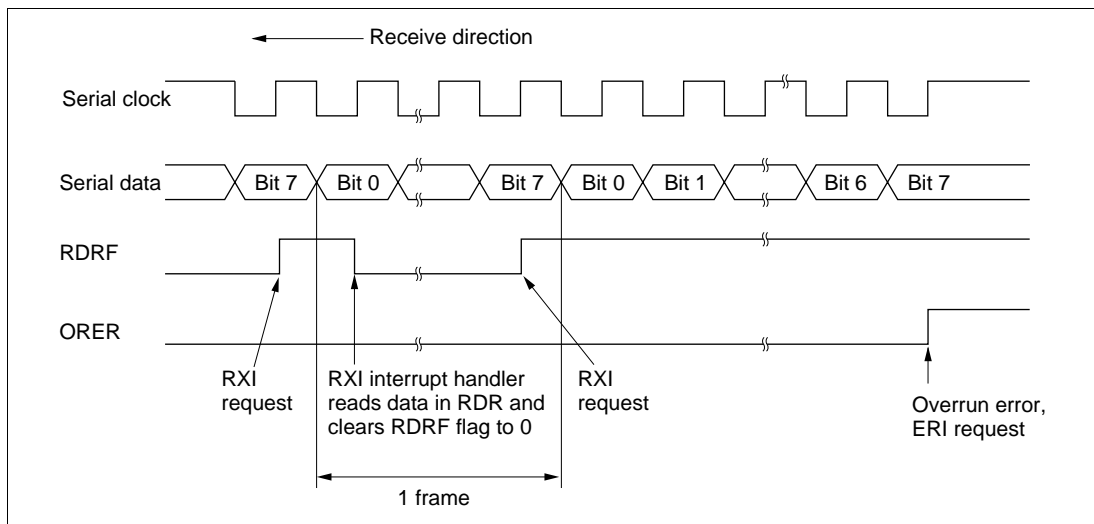 Receive direction
Serial clock
Serial data
Bit 7
Bit 0
Bit 7
Bit 0
Bit 1
Bit 6
Bit 7
RDRF
ORER
RXI
request
RXI interrupt handler
reads data in RDR and
clears RDRF flag to 0
RXI
request
Overrun error,
ERI request
1 frame